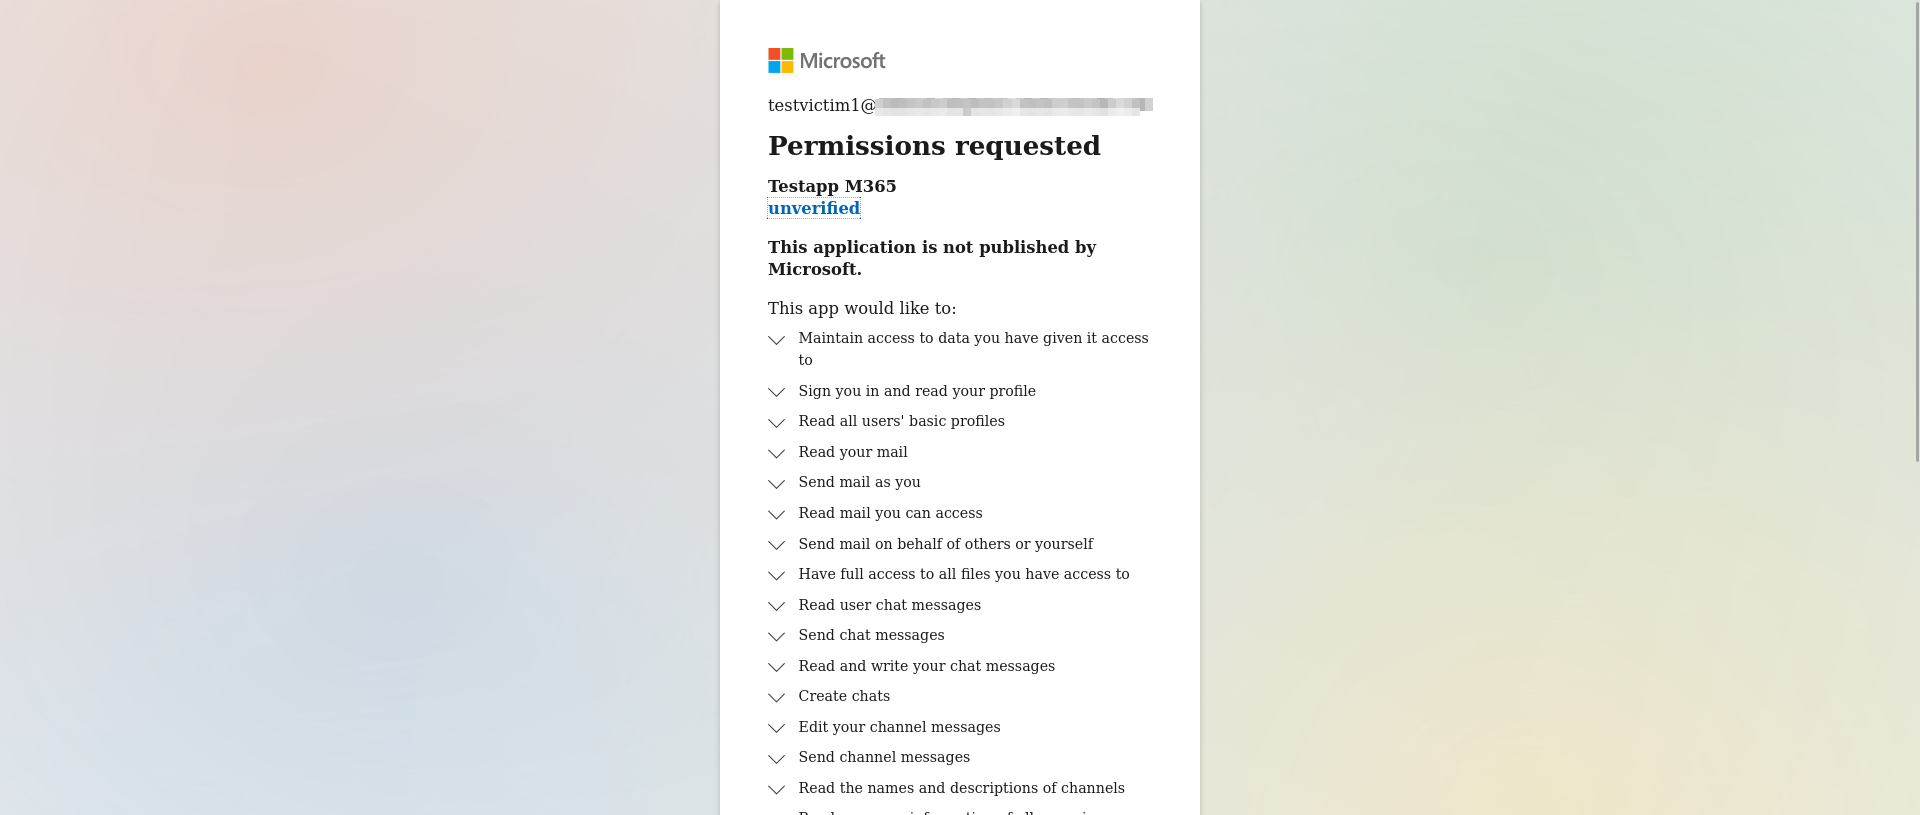 Microsoft
testvictim1@
Permissions requested
Testapp M365
unverified
This application is not published by
Microsoft.
This app would like to:
Maintain access to data you have given it access
to
Sign you in and read your profile
Read all users' basic profiles
Read your mail
Send mail as you
Read mail you can access
Send mail on behalf of others or yourself
Have full access to all files you have access to
Read user chat messages
Send chat messages
Read and write your chat messages
Create chats
Edit your channel messages
Send channel messages
Read the names and descriptions of channels